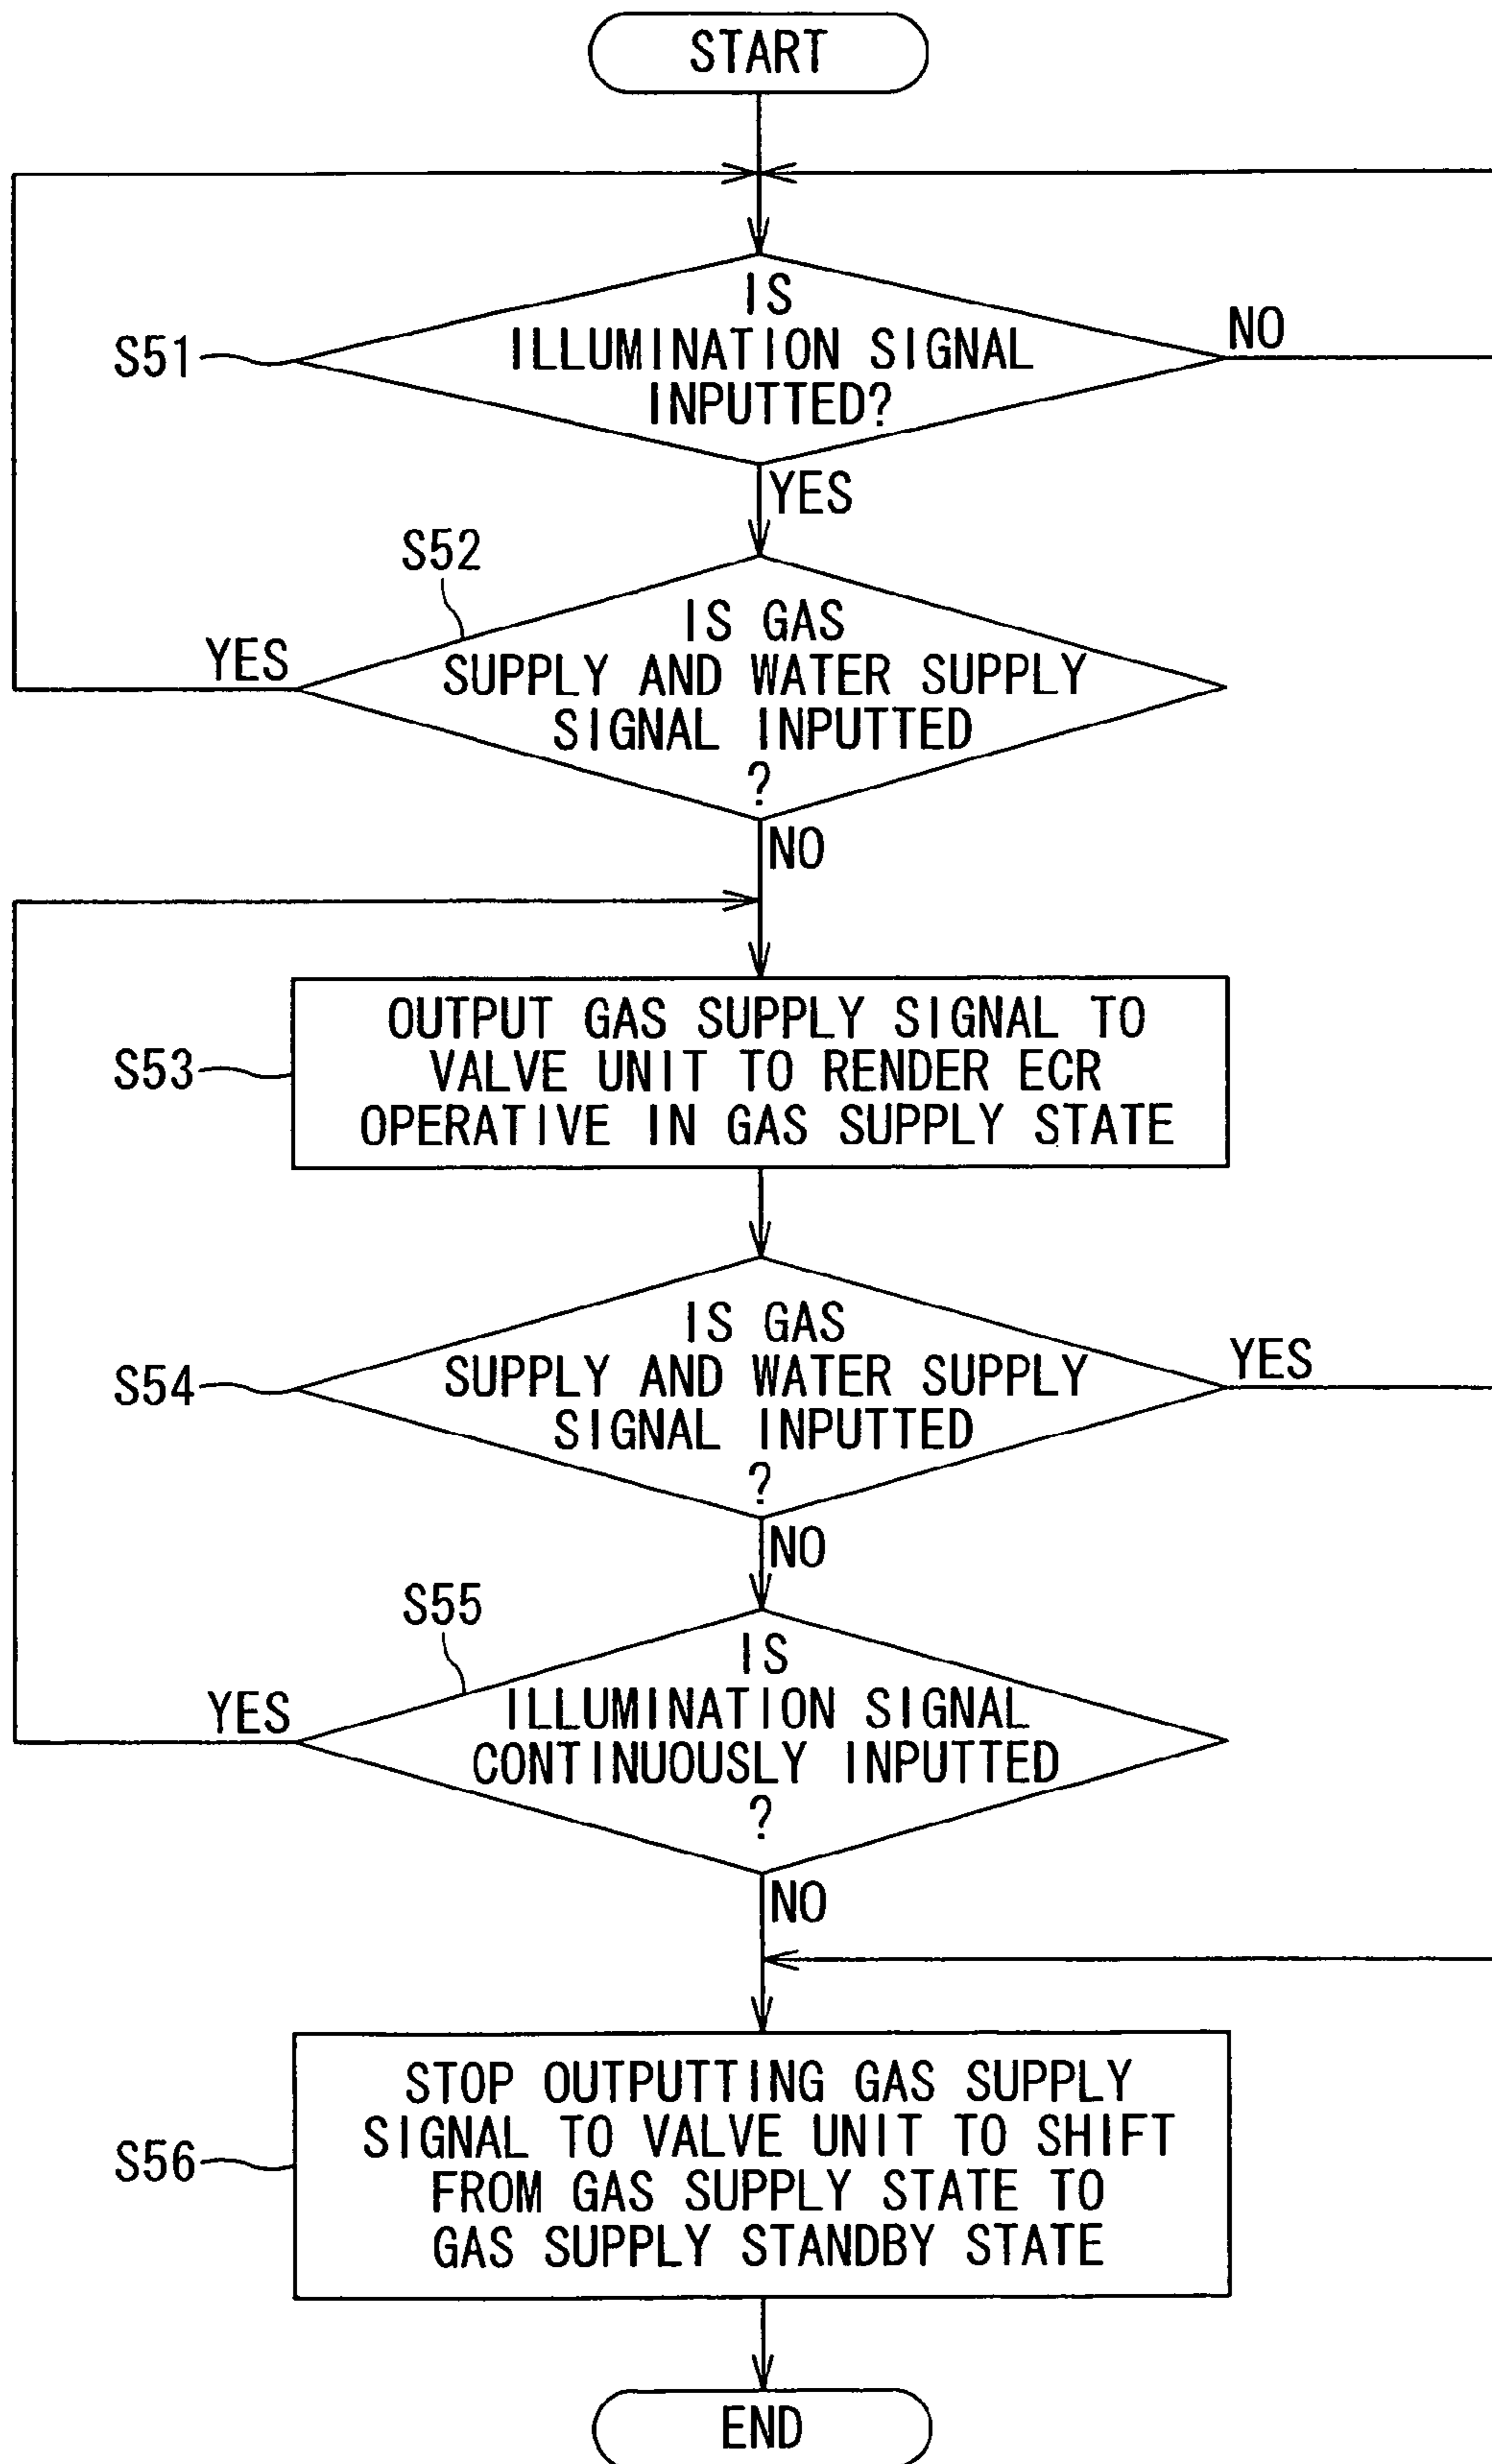 START
IS
ILLUMINATION SIGNAL
INPUTTED?
S51
NO
YES
S52
IS GAS
SUPPLY AND WATER SUPPLY
SIGNAL INPUTTED
?
YES
NO
OUTPUT GAS SUPPLY SIGNAL TO
VALVE UNIT TO RENDER ECR
OPERATIVE IN GAS SUPPLY STATE
S53
IS GAS
SUPPLY AND WATER SUPPLY
SIGNAL INPUTTED
?
S54
YES
NO
S55
IS
ILLUMINATION SIGNAL
CONTINUOUSLY INPUTTED
?
YES
NO
STOP OUTPUTTING GAS SUPPLY
SIGNAL TO VALVE UNIT TO SHIFT
FROM GAS SUPPLY STATE TO
GAS SUPPLY STANDBY STATE
S56
END